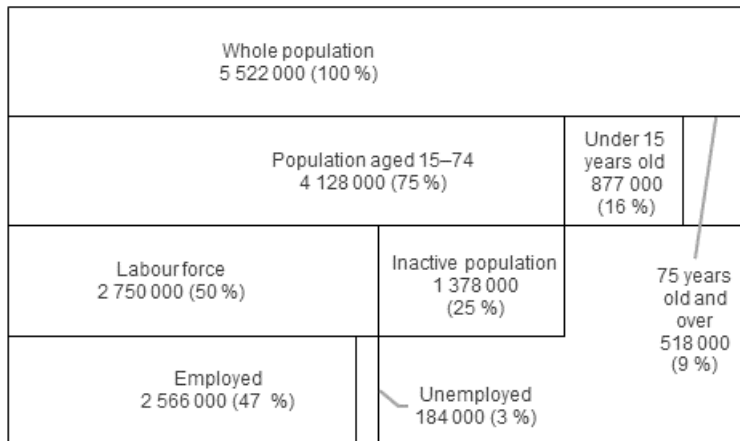 Whole population
5 522 000 (100 %)
Population aged 15–74
4 128 000 (75 %)
Under 15
years old
877 000
(16 %)
Labour force
2 750 000 (50 %)
Inactive population
1 378 000
(25 %)
75 years
old and
over
518 000
(9 %)
Employed
2 566 000 (47 %)
Unemployed
184 000 (3 %)